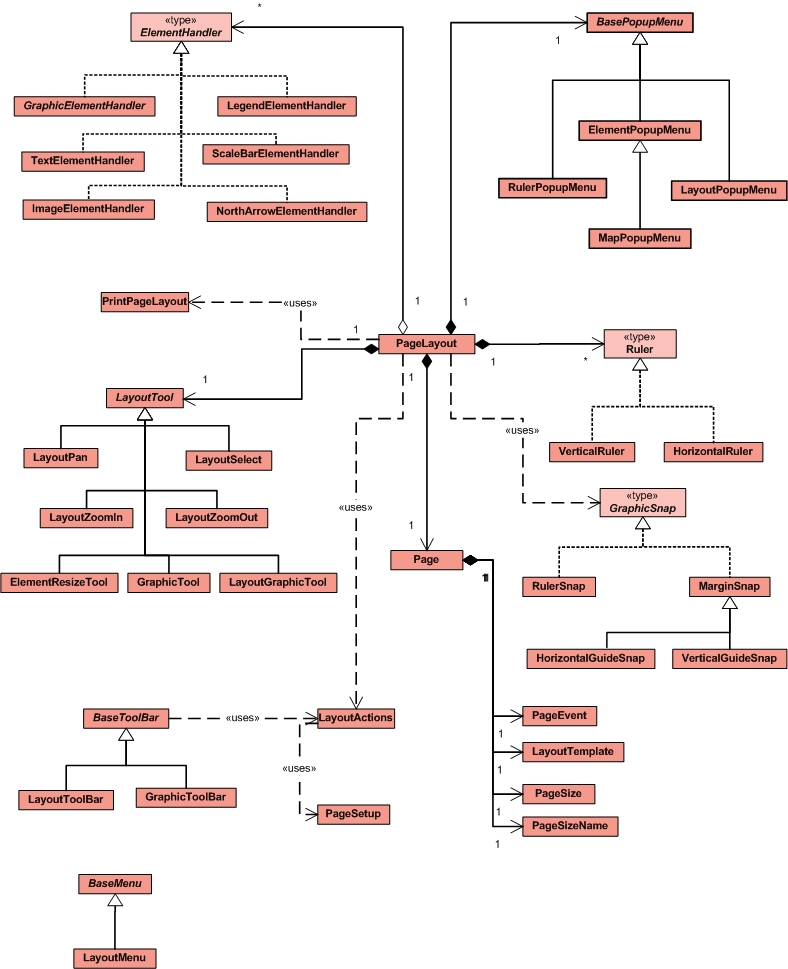 «type»
ElementHandler
*
BasePopupMenu
1
GraphicElementHandler
LegendElementHandler
TextElementHandler
ScaleBarElementHandler
ImageElementHandler
NorthArrowElementHandler
ElementPopupMenu
RulerPopupMenu
LayoutPopupMenu
MapPopupMenu
PrintPageLayout
«uses»
1
1
1
PageLayout
1
«type»
Ruler
*
1
1
LayoutTool
LayoutPan
LayoutSelect
LayoutZoomIn
LayoutZoomOut
ElementResizeTool
GraphicTool
LayoutGraphicTool
«uses»
VerticalRuler
HorizontalRuler
«uses»
«type»
GraphicSnap
1
Page
1
RulerSnap
MarginSnap
HorizontalGuideSnap
VerticalGuideSnap
BaseToolBar
«uses»
LayoutActions
PageEvent
1
LayoutTemplate
1
«uses»
LayoutToolBar
GraphicToolBar
PageSetup
PageSize
1
PageSizeName
1
BaseMenu
LayoutMenu